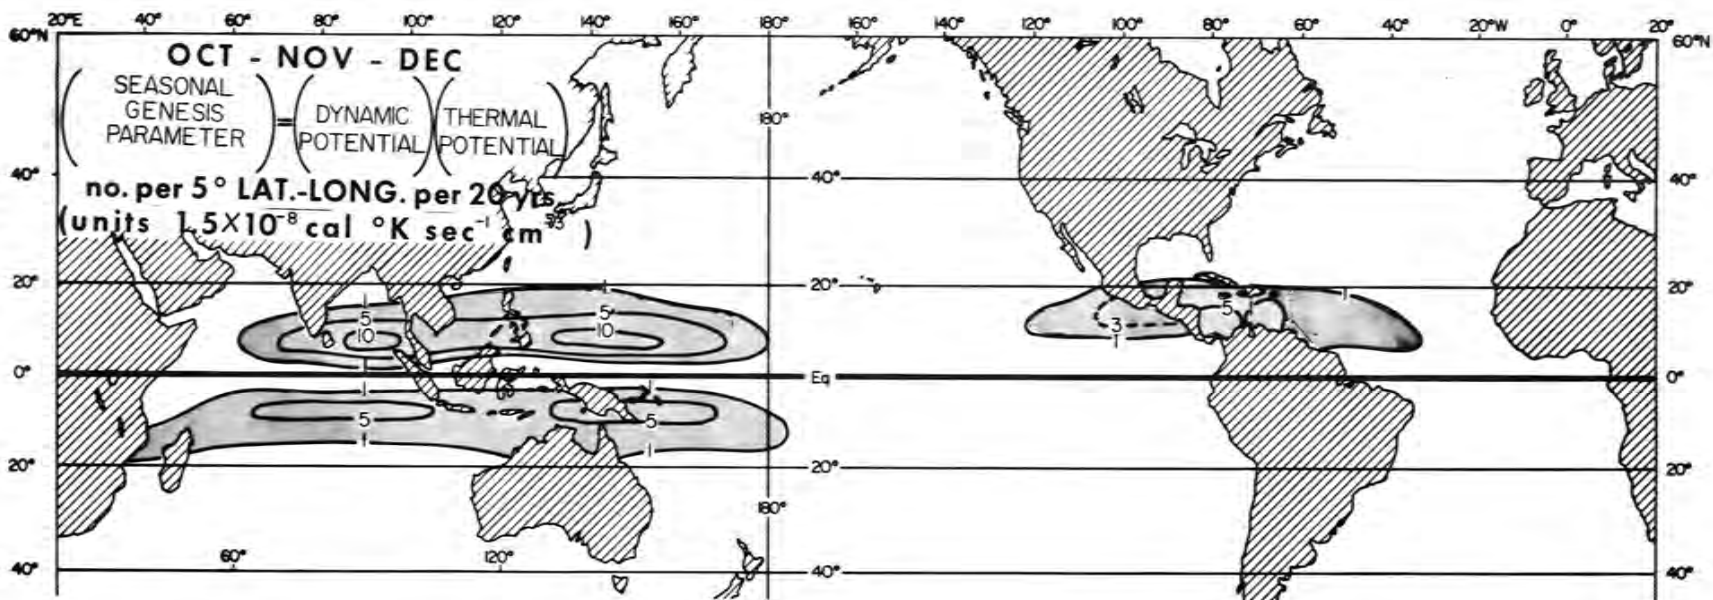 20°E 40° 60° 80° 100° 120° 140° 160° 180° 160° 140° 120° 100° 80° 60° 40° 20°W 0° 20°
60°N 60°N
OCT - NOV - DEC
(SEASONAL GENESIS PARAMETER) = (DYNAMIC POTENTIAL) (THERMAL POTENTIAL)
180°
40° 40° 40°
no. per 5° LAT.-LONG. per 20 yrs
(units 1.5×10⁻⁸ cal °K sec⁻¹ cm⁻³)
20° 20° 20°
1 1 1
5 5 5
10 10 3
1 1
0° Eq 0°
1 1
5 5
1 1
20° 20° 20°
180°
60° 120°
40° 40° 40°